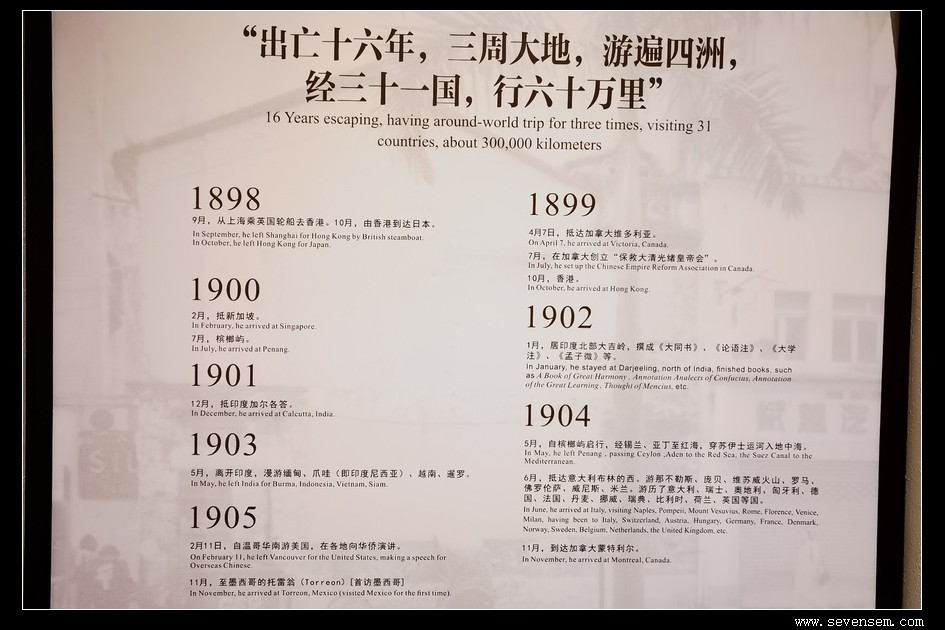 “出亡十六年，三周大地，游遍四洲，
经三十一国，行六十万里”
16 Years escaping, having around-world trip for three times, visiting 31
countries, about 300,000 kilometers
1898
9月，从上海乘英国轮船去香港。10月，由香港到达日本。
In September, he left Shanghai for Hong Kong by British steamboat.
In October, he left Hong Kong for Japan.
1900
2月，抵新加坡。
In February, he arrived at Singapore.
7月，槟榔屿。
In July, he arrived at Penang.
1901
12月，抵印度加尔各答。
In December, he arrived at Calcutta, India.
1903
5月，离开印度，漫游缅甸、爪哇（即印度尼西亚）、越南、暹罗。
In May, he left India for Burma, Indonesia, Vietnam, Siam.
1905
2月11日，自温哥华南游美国，在各地向华侨演讲。
On February 11, he left Vancouver for the United States, making a speech for
Overseas Chinese.
11月，至墨西哥的托雷翁（Torreon）[首访墨西哥]
In November, he arrived at Torreon, Mexico (visited Mexico for the first time).
1899
4月7日，抵达加拿大维多利亚。
On April 7, he arrived at Victoria, Canada.
7月，在加拿大创立“保救大清光绪皇帝会”。
In July, he set up the Chinese Empire Reform Association in Canada.
10月，香港。
In October, he arrived at Hong Kong.
1902
1月，居印度北部大吉岭，撰成《大同书》、《论语注》、《大学
注》、《孟子微》等。
In January, he stayed at Darjeeling, north of India, finished books, such
as A Book of Great Harmony, Annotation Analects of Confucius, Annotation
of the Great Learning, Thought of Mencius, etc.
1904
5月，自槟榔屿启行，经锡兰、亚丁至红海，穿苏伊士运河入地中海。
In May, he left Penang , passing Ceylon ,Aden to the Red Sea, the Suez Canal to the
Mediterranean.
6月，抵达意大利布林的西。游那不勒斯、庞贝、维苏威火山、罗马、
佛罗伦萨、威尼斯、米兰。游历了意大利、瑞士、奥地利、匈牙利、德
国、法国、丹麦、挪威、瑞典、比利时、荷兰、英国等国。
In June, he arrived at Italy, visiting Naples, Pompeii, Mount Vesuvius, Rome, Florence, Venice,
Milan, having been to Italy, Switzerland, Austria, Hungary, Germany, France, Denmark,
Norway, Sweden, Belgium, Netherlands, the United Kingdom, etc.
11月，到达加拿大蒙特利尔。
In November, he arrived at Montreal, Canada.
www.sevensem.com